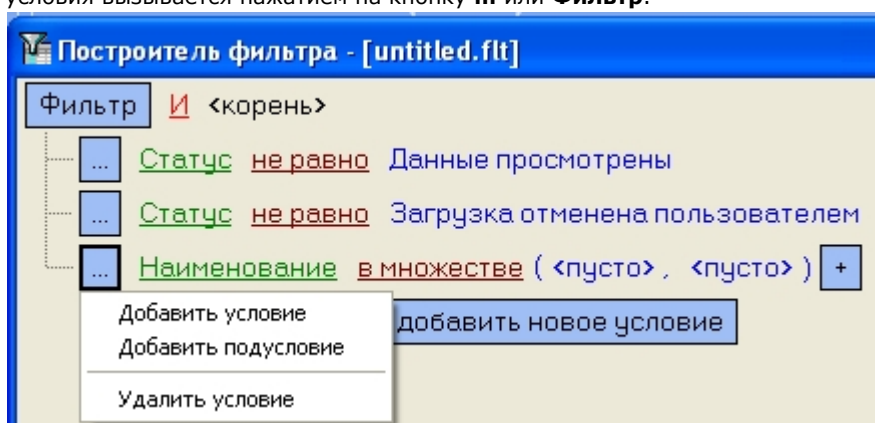 условия вызывается нажатием на кнопку ... или Фильтр.
Построитель фильтра - [untitled.flt]
Фильтр И <корень>
... Статус не равно Данные просмотрены
... Статус не равно Загрузка отменена пользователем
... Наименование в множестве ( <пусто> , <пусто> ) +
Добавить условие
добавить новое условие
Добавить подусловие
Удалить условие